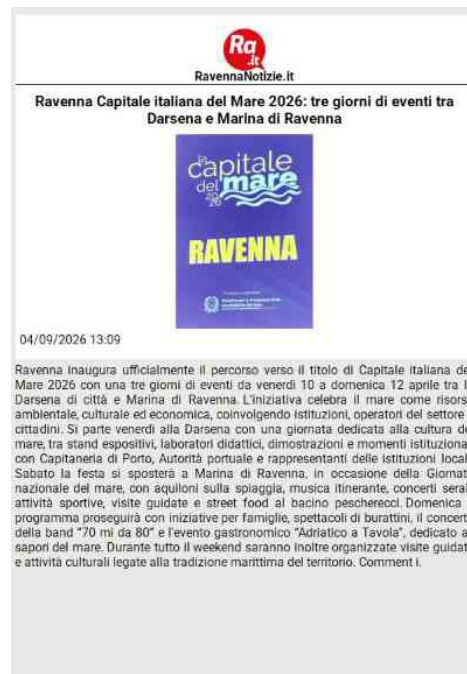 Ra
.it
RavennaNotizie.it
Ravenna Capitale italiana del Mare 2026: tre giorni di eventi tra
Darsena e Marina di Ravenna
la
capitale
del mare
2026
RAVENNA
04/09/2026 13:09
Ravenna inaugura ufficialmente il percorso verso il titolo di Capitale italiana de
Mare 2026 con una tre giorni di eventi da venerdì 10 a domenica 12 aprile tra l
Darsena di città e Marina di Ravenna. L'iniziativa celebra il mare come risors
ambientale, culturale ed economica, coinvolgendo istituzioni, operatori del settore
cittadini. Si parte venerdì alla Darsena con una giornata dedicata alla cultura de
mare, tra stand espositivi, laboratori didattici, dimostrazioni e momenti istituziona
con Capitaneria di Porto, Autorità portuale e rappresentanti delle istituzioni local
Sabato la festa si sposterà a Marina di Ravenna, in occasione della Giornat
nazionale del mare, con aquiloni sulla spiaggia, musica itinerante, concerti seral
attività sportive, visite guidate e street food al bacino pescherecci. Domenica
programma proseguirà con iniziative per famiglie, spettacoli di burattini, il concert
della band "70 mi da 80" e l'evento gastronomico "Adriatico a Tavola", dedicato a
sapori del mare. Durante tutto il weekend saranno inoltre organizzate visite guidat
e attività culturali legate alla tradizione marittima del territorio. Comment i.